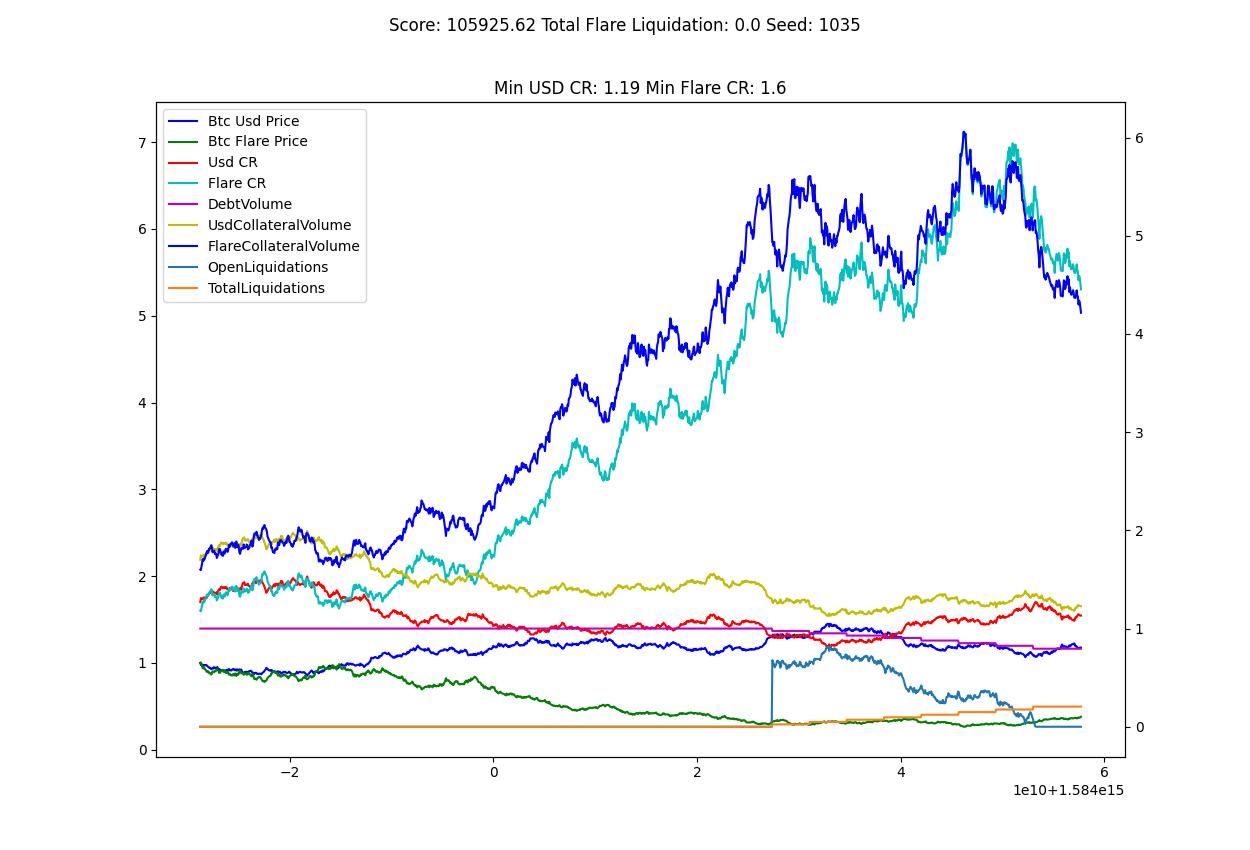 Score: 105925.62 Total Flare Liquidation: 0.0 Seed: 1035
Min USD CR: 1.19 Min Flare CR: 1.6
Btc Usd Price
Btc Flare Price
Usd CR
Flare CR
DebtVolume
UsdCollateralVolume
FlareCollateralVolume
OpenLiquidations
TotalLiquidations
7
6
5
4
3
2
1
0
6
5
4
3
2
1
0
−2 0 2 4 6
1e10+1.584e15